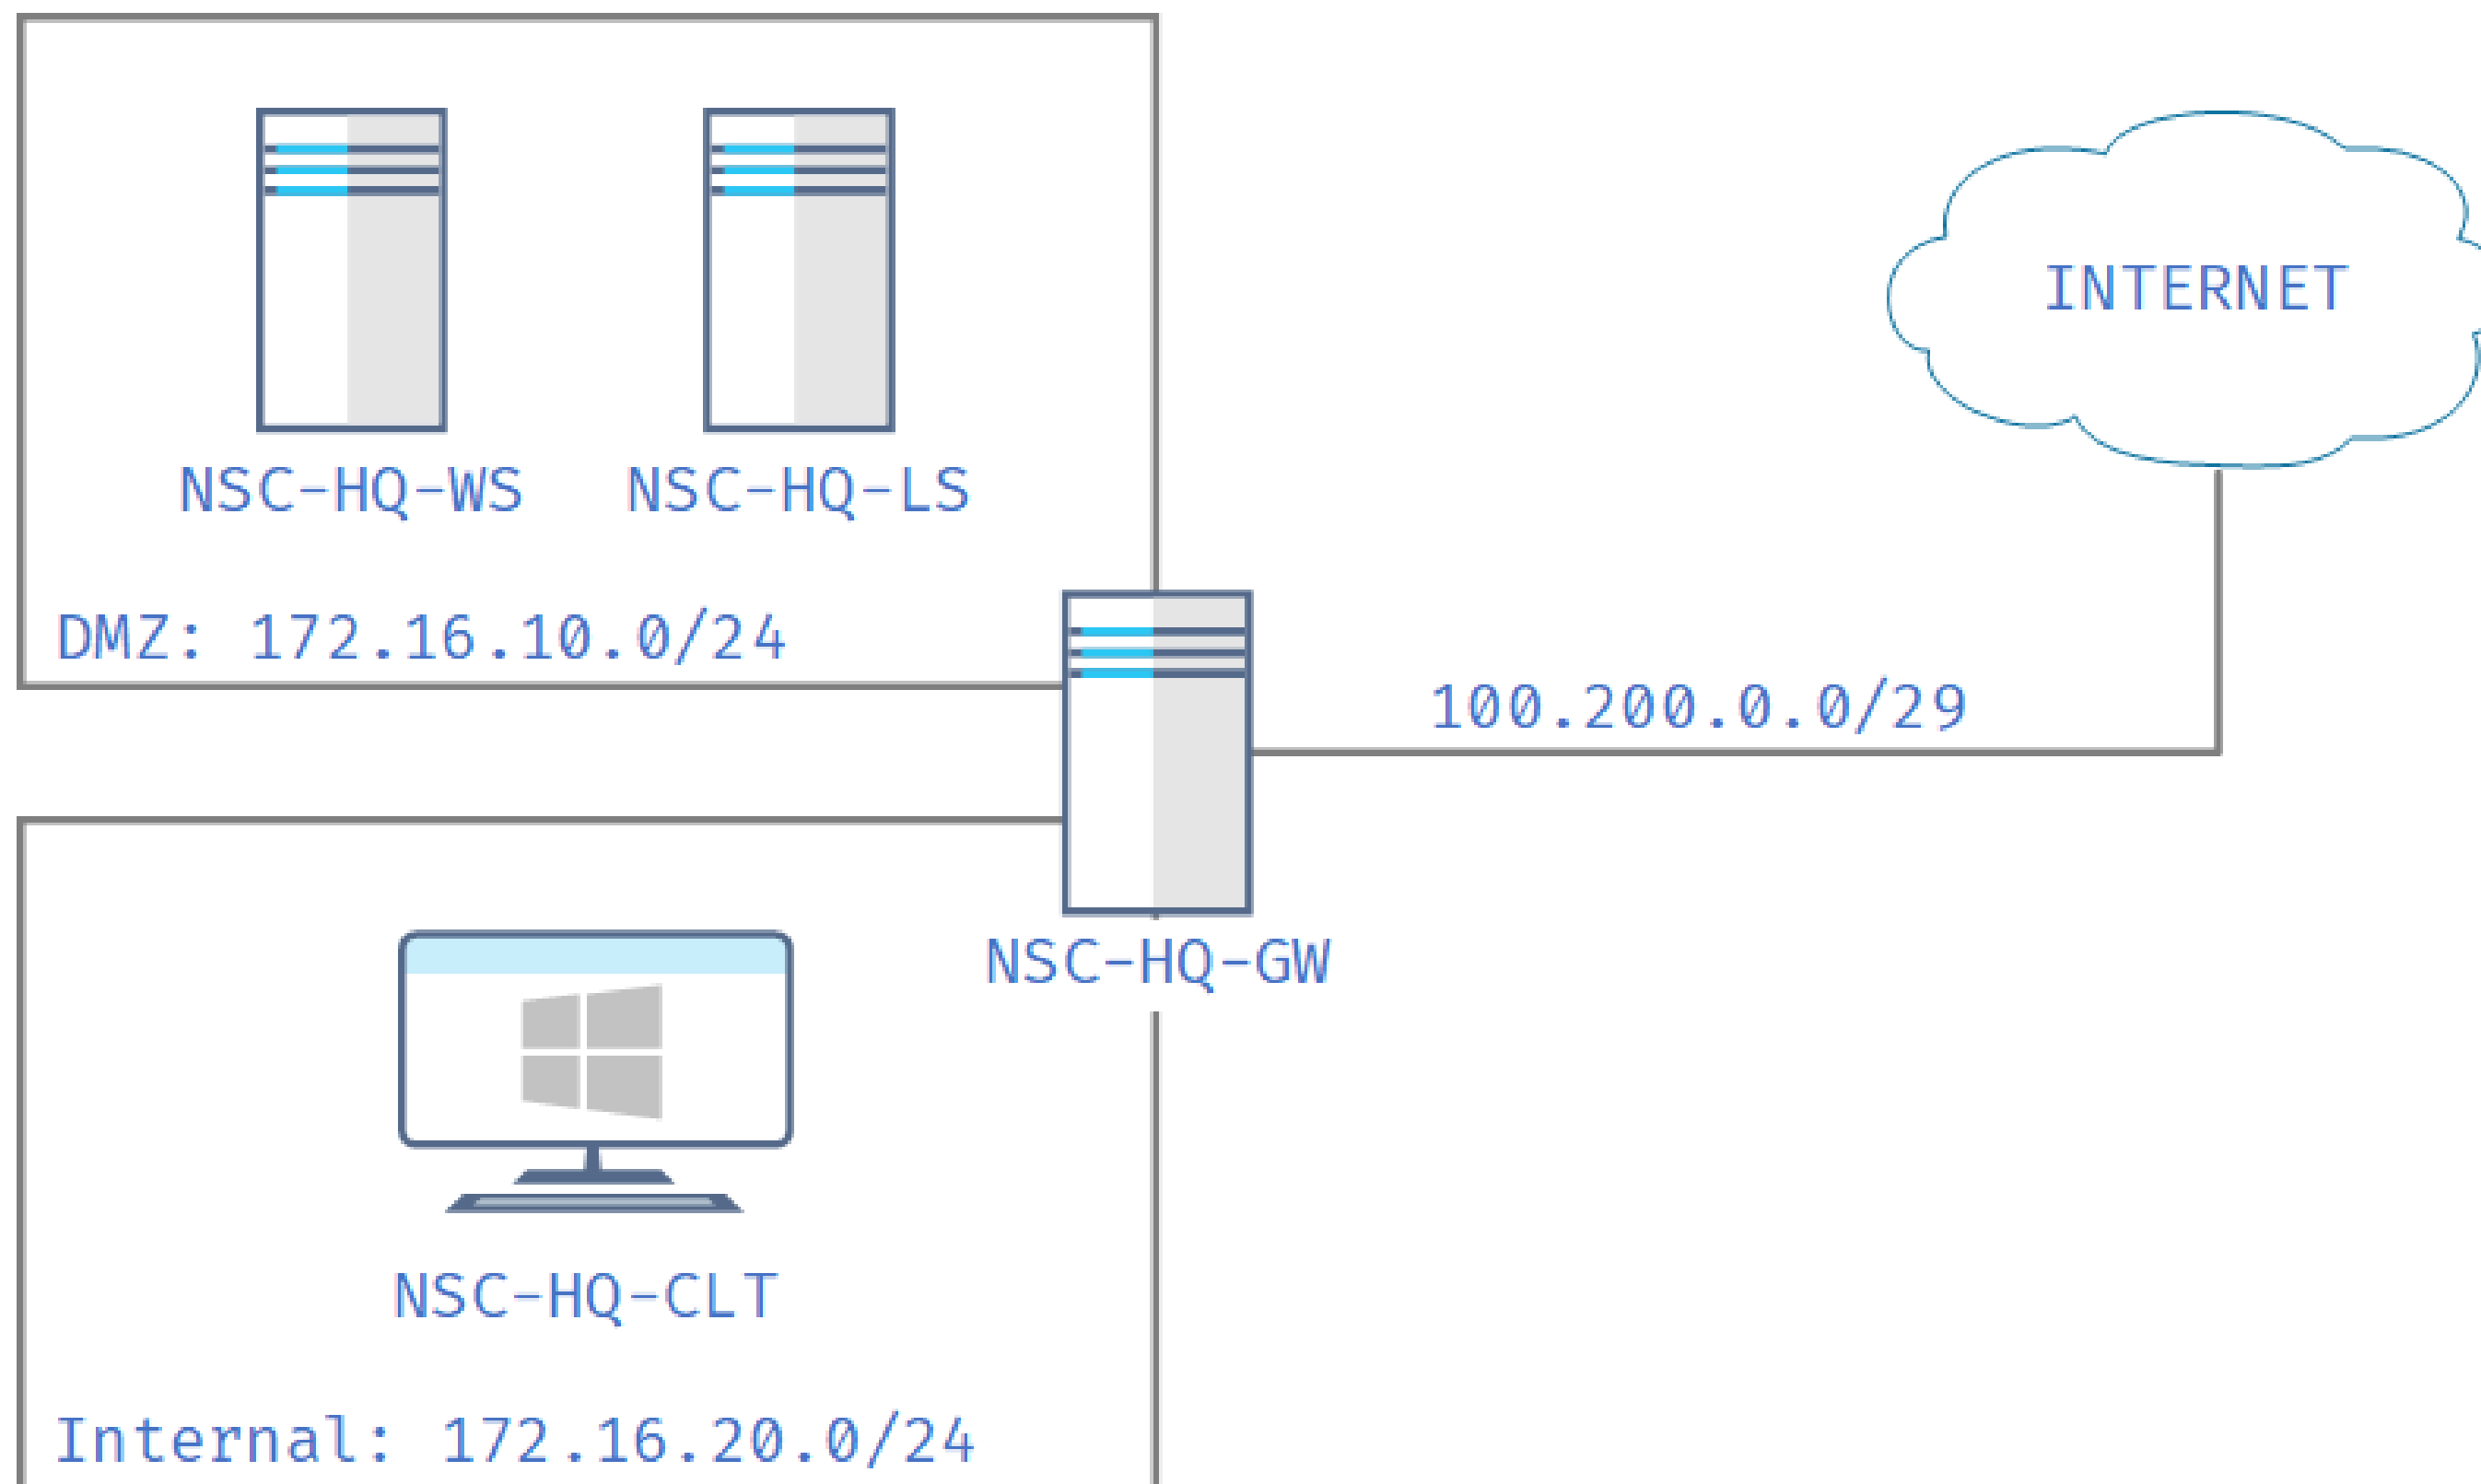 INTERNET
NSC-HQ-WS NSC-HQ-LS
DMZ: 172.16.10.0/24
100.200.0.0/29
NSC-HQ-GW
NSC-HQ-CLT
Internal: 172.16.20.0/24